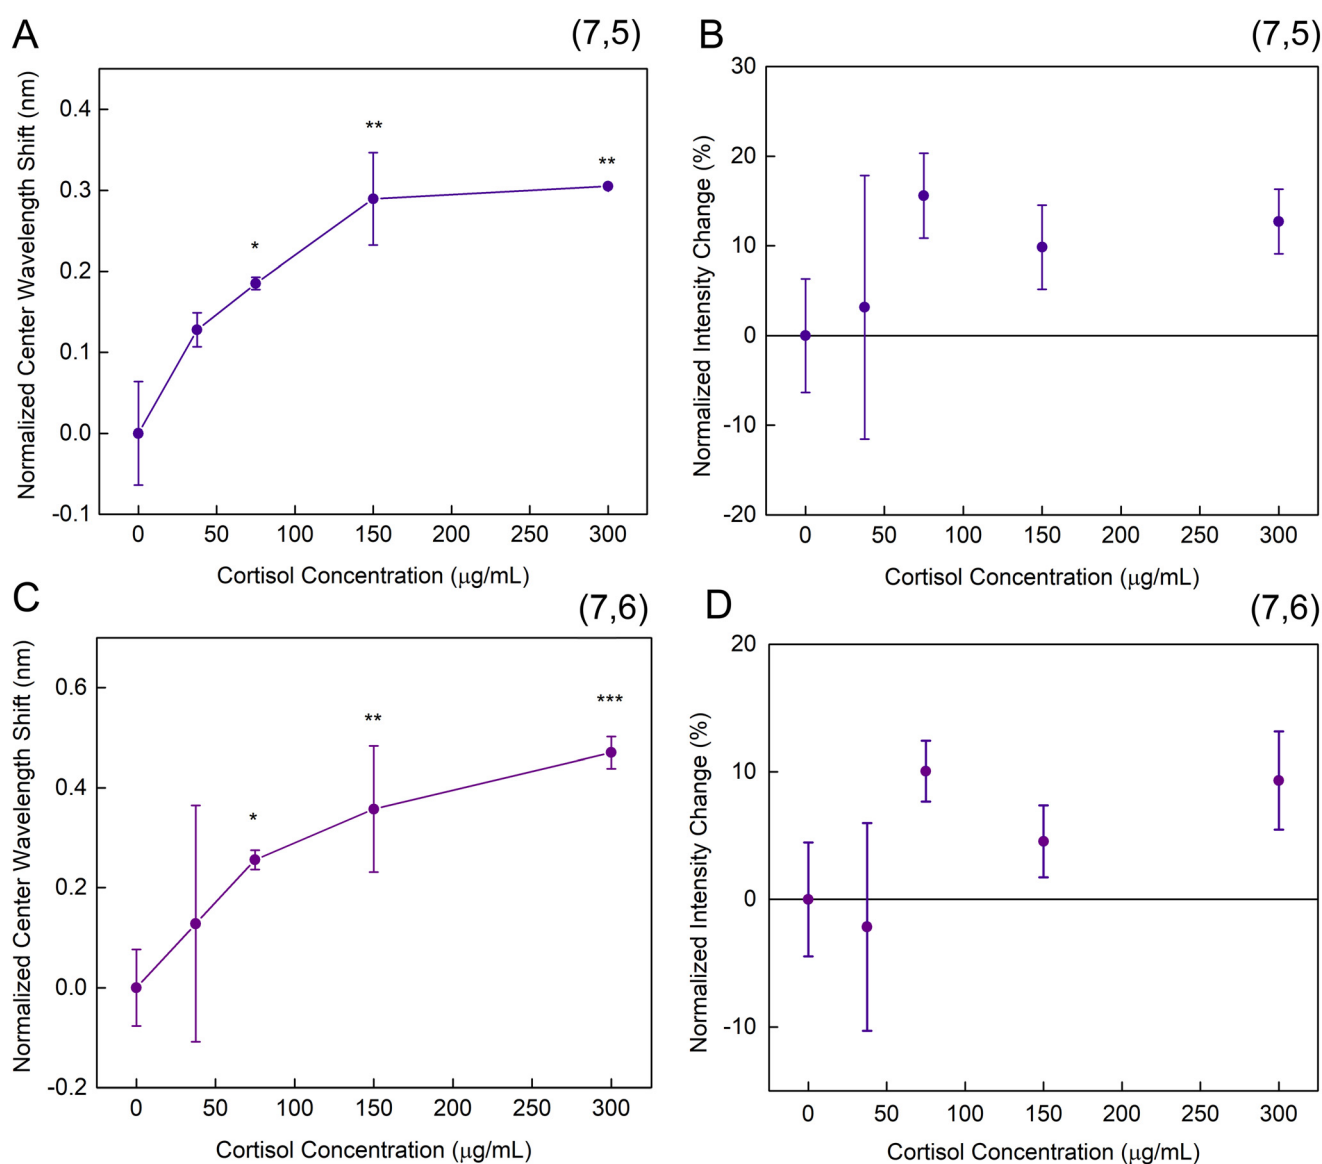 A
(7,5)
Normalized Center Wavelength Shift (nm)
0.4
0.3
0.2
0.1
0.0
-0.1
*
**
**
0 50 100 150 200 250 300
Cortisol Concentration (μg/mL)
B
(7,5)
Normalized Intensity Change (%)
30
20
10
0
-10
-20
0 50 100 150 200 250 300
Cortisol Concentration (μg/mL)
C
(7,6)
Normalized Center Wavelength Shift (nm)
0.6
0.4
0.2
0.0
-0.2
*
**
***
0 50 100 150 200 250 300
Cortisol Concentration (μg/mL)
D
(7,6)
Normalized Intensity Change (%)
20
10
0
-10
0 50 100 150 200 250 300
Cortisol Concentration (μg/mL)